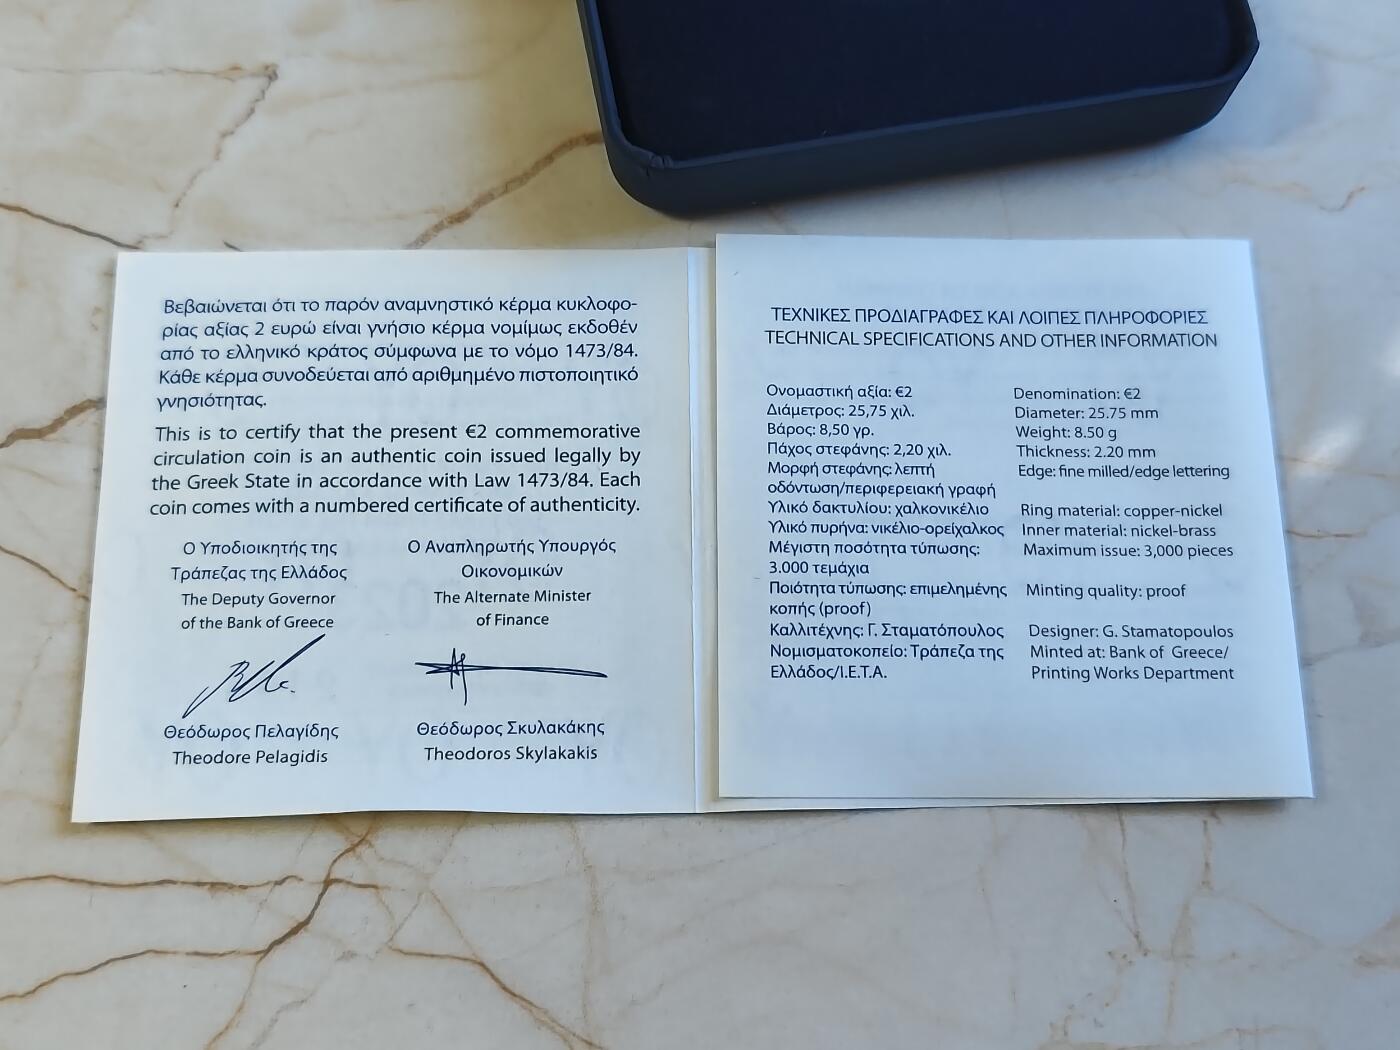 Βεβαιώνεται ότι το παρόν αναμνηστικό κέρμα κυκλοφο-
ρίας αξίας 2 ευρώ είναι γνήσιο κέρμα νομίμως εκδοθέν
από το ελληνικό κράτος σύμφωνα με το νόμο 1473/84.
Κάθε κέρμα συνοδεύεται από αριθμημένο πιστοποιητικό
γνησιότητας.
This is to certify that the present €2 commemorative
circulation coin is an authentic coin issued legally by
the Greek State in accordance with Law 1473/84. Each
coin comes with a numbered certificate of authenticity.
Ο Υποδιοικητής της
Τράπεζας της Ελλάδος
The Deputy Governor
of the Bank of Greece
Θεόδωρος Πελαγίδης
Theodore Pelagidis
Ο Αναπληρωτής Υπουργός
Οικονομικών
The Alternate Minister
of Finance
Θεόδωρος Σκυλακάκης
Theodoros Skylakakis
ΤΕΧΝΙΚΕΣ ΠΡΟΔΙΑΓΡΑΦΕΣ ΚΑΙ ΛΟΙΠΕΣ ΠΛΗΡΟΦΟΡΙΕΣ
TECHNICAL SPECIFICATIONS AND OTHER INFORMATION
Ονομαστική αξία: €2
Διάμετρος: 25,75 χιλ.
Βάρος: 8,50 γρ.
Πάχος στεφάνης: 2,20 χιλ.
Μορφή στεφάνης: λεπτή
οδόντωση/περιφερειακή γραφή
Υλικό δακτυλίου: χαλκονικέλιο
Υλικό πυρήνα: νικέλιο-ορείχαλκος
Μέγιστη ποσότητα τύπωσης:
3.000 τεμάχια
Ποιότητα τύπωσης: επιμελημένης
κοπής (proof)
Καλλιτέχνης: Γ. Σταματόπουλος
Νομισματοκοπείο: Τράπεζα της
Ελλάδος/Ι.Ε.Τ.Α.
Denomination: €2
Diameter: 25.75 mm
Weight: 8.50 g
Thickness: 2.20 mm
Edge: fine milled/edge lettering
Ring material: copper-nickel
Inner material: nickel-brass
Maximum issue: 3,000 pieces
Minting quality: proof
Designer: G. Stamatopoulos
Minted at: Bank of Greece/
Printing Works Department